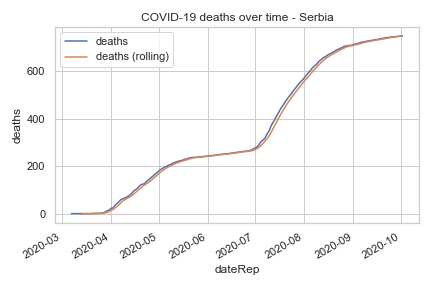 COVID-19 deaths over time - Serbia
deaths
deaths (rolling)
deaths
600
400
200
0
2020-03
2020-04
2020-05
2020-06
2020-07
2020-08
2020-09
2020-10
dateRep